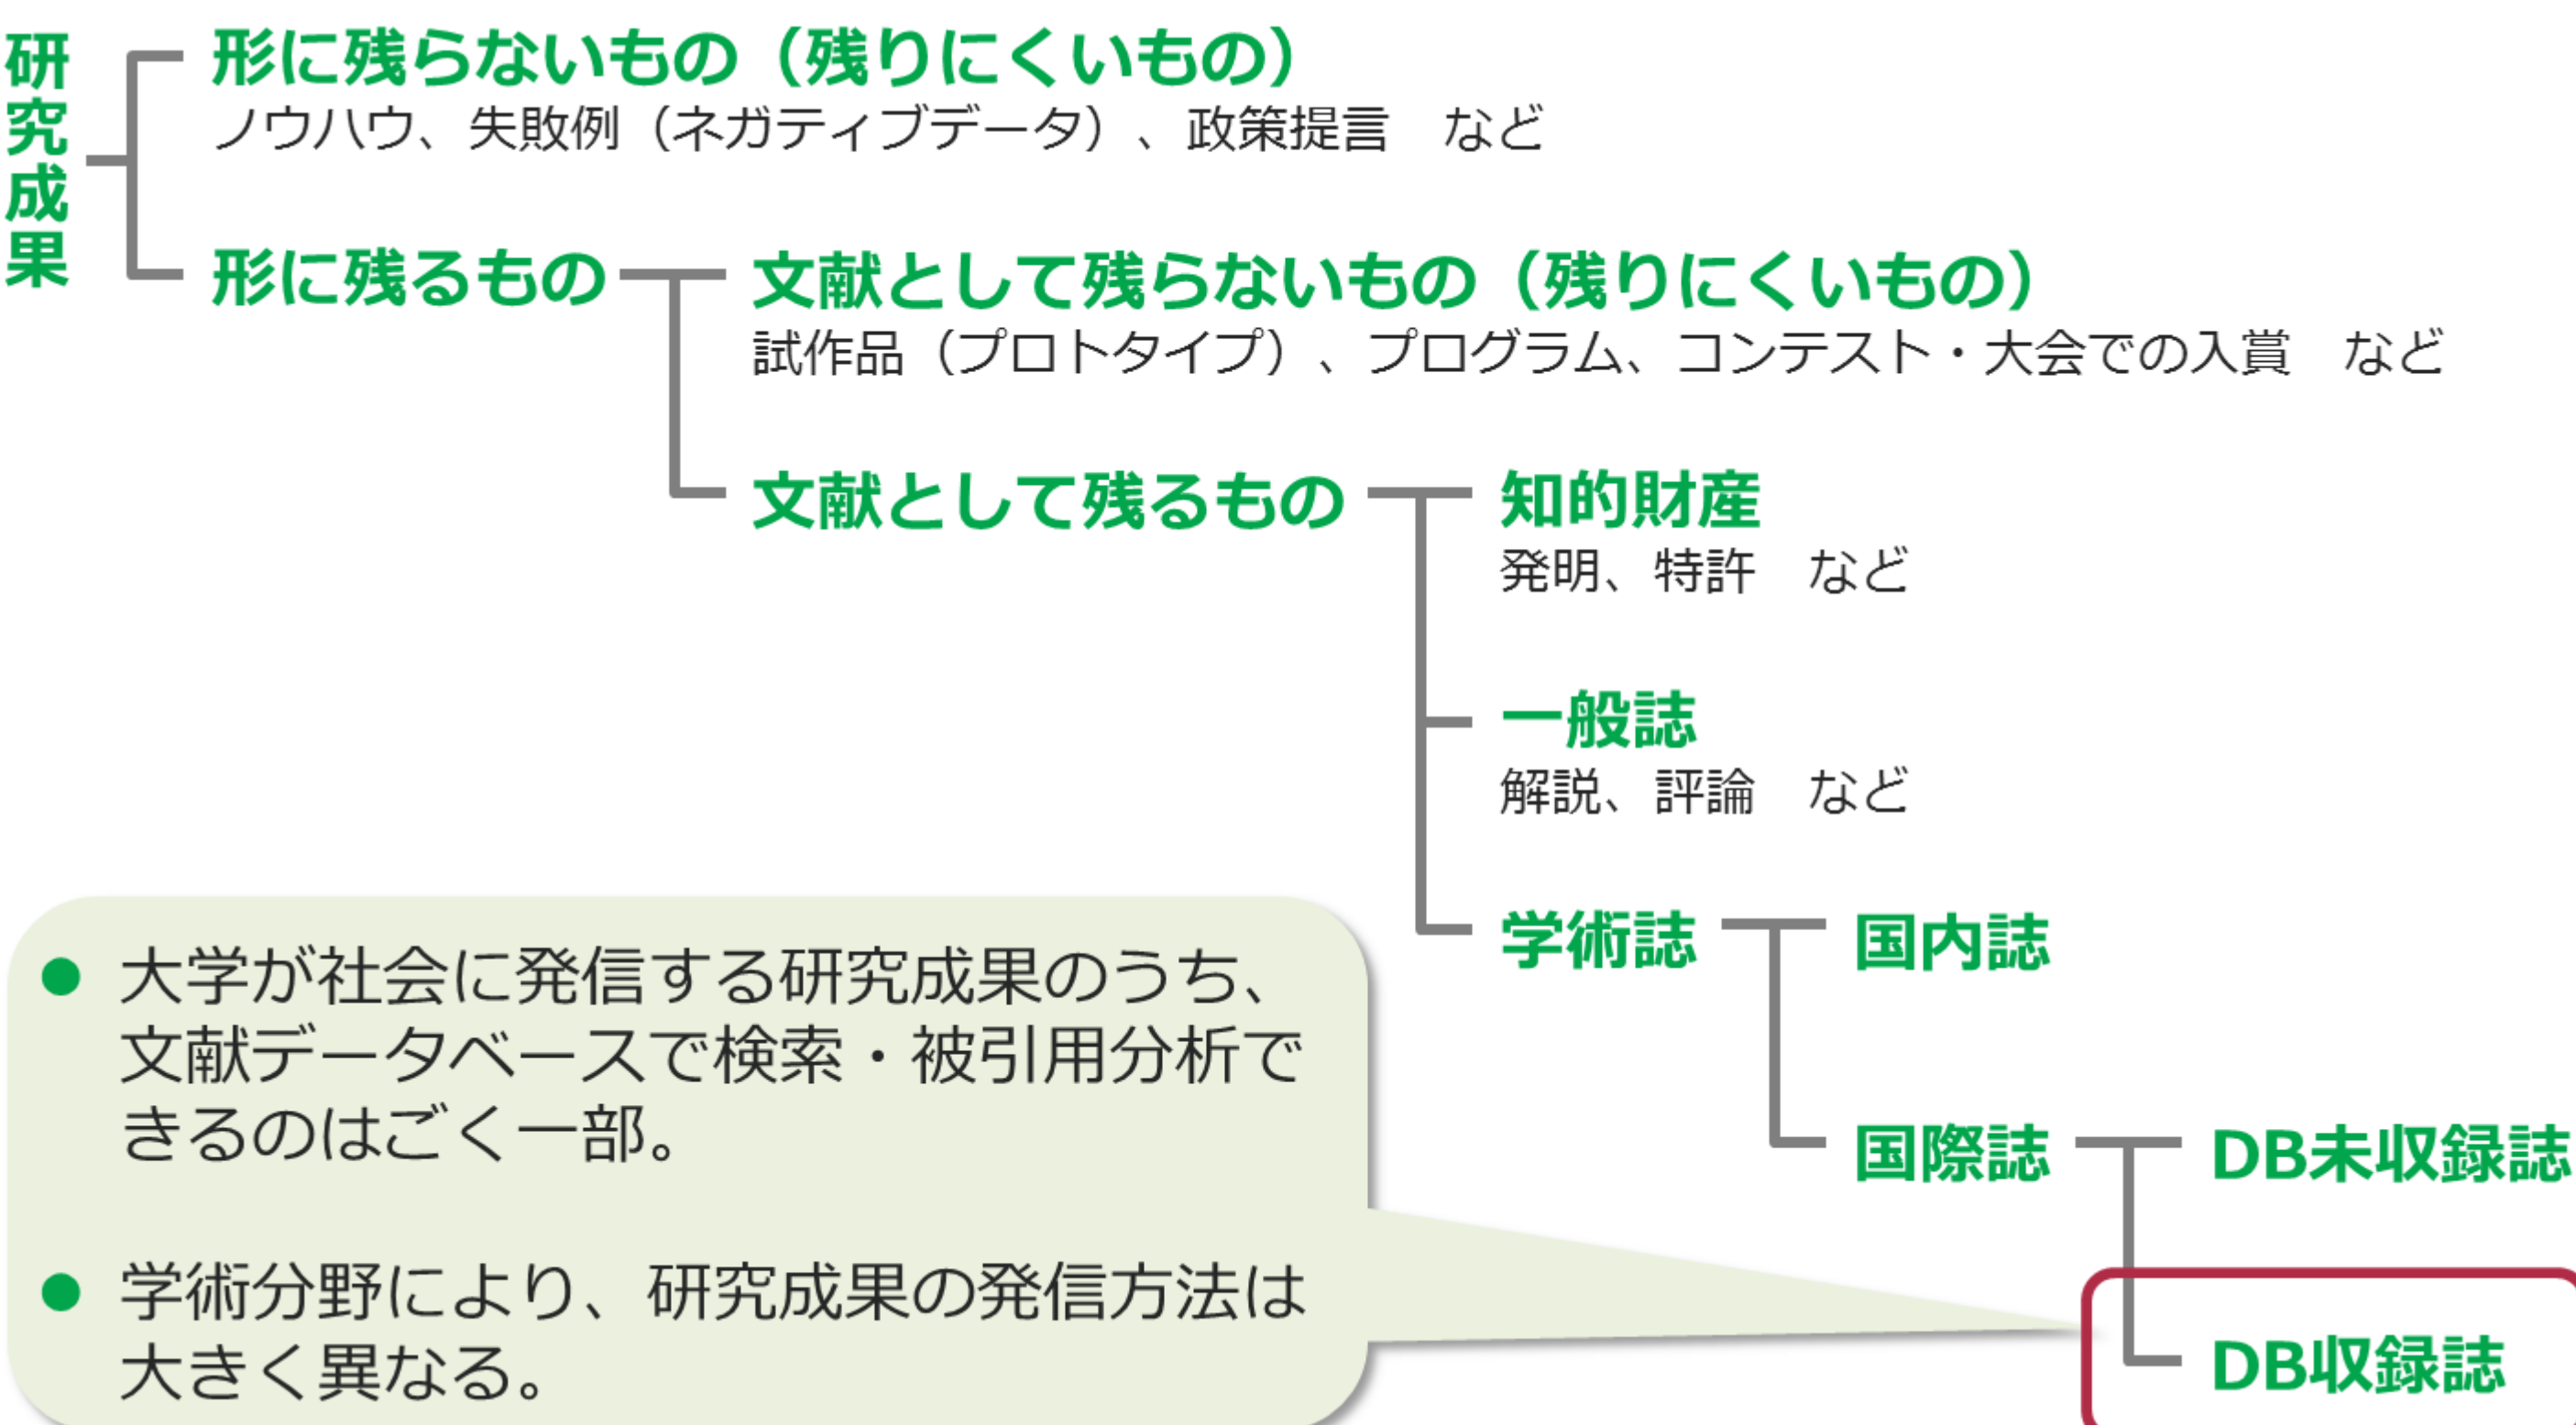 研究成果
形に残らないもの（残りにくいもの）
ノウハウ、失敗例（ネガティブデータ）、政策提言　など
形に残るもの
文献として残らないもの（残りにくいもの）
試作品（プロトタイプ）、プログラム、コンテスト・大会での入賞　など
文献として残るもの
知的財産
発明、特許　など
一般誌
解説、評論　など
学術誌
国内誌
国際誌
DB未収録誌
DB収録誌
● 大学が社会に発信する研究成果のうち、
文献データベースで検索・被引用分析で
きるのはごく一部。
● 学術分野により、研究成果の発信方法は
大きく異なる。